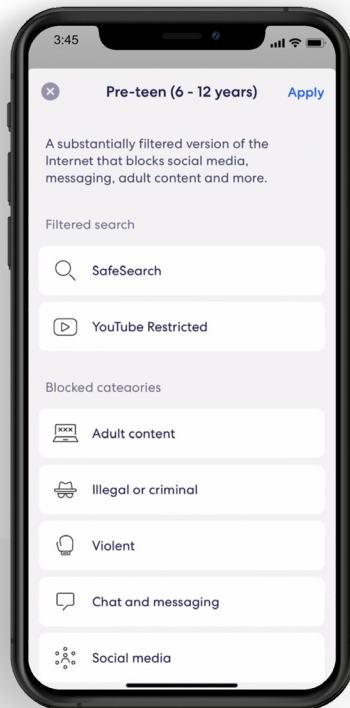 3:45
Pre-teen (6 - 12 years) Apply
A substantially filtered version of the
Internet that blocks social media,
messaging, adult content and more.
Filtered search
SafeSearch
YouTube Restricted
Blocked categories
XXX
Adult content
Illegal or criminal
Violent
Chat and messaging
Social media